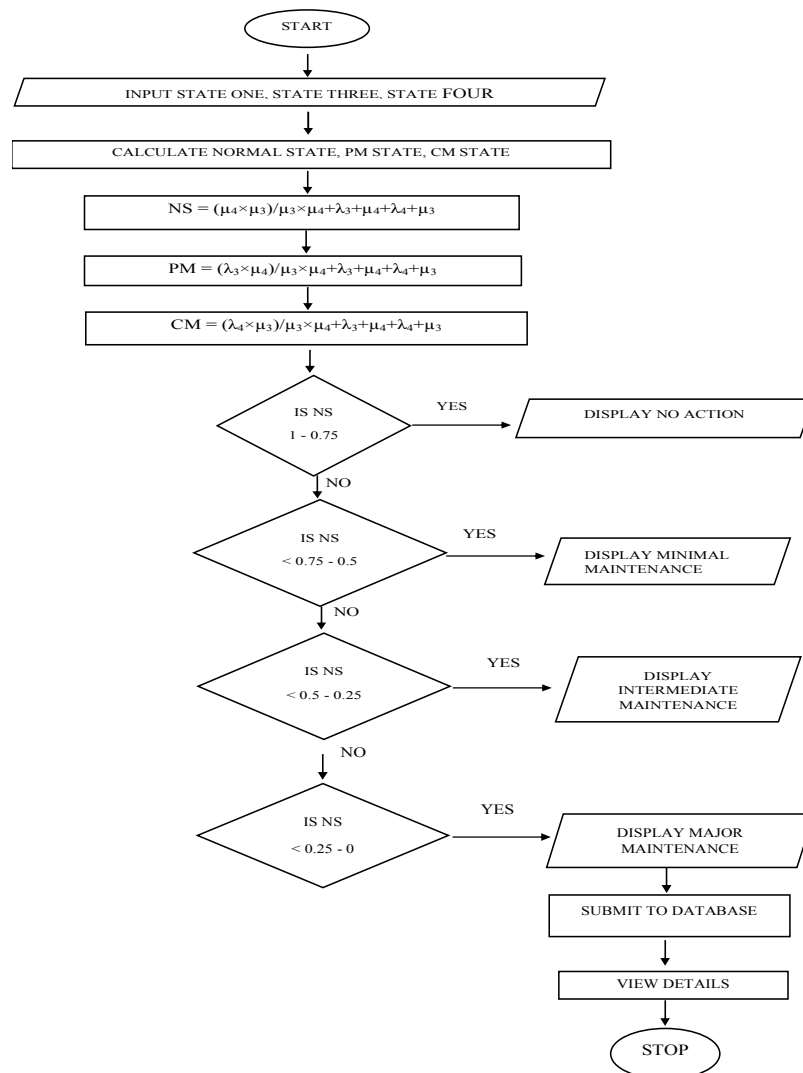 START
INPUT STATE ONE, STATE THREE, STATE FOUR
CALCULATE NORMAL STATE, PM STATE, CM STATE
NS = (μ₄×μ₃)/μ₃×μ₄+λ₃+μ₄+λ₄+μ₃
PM = (λ₃×μ₄)/μ₃×μ₄+λ₃+μ₄+λ₄+μ₃
CM = (λ₄×μ₃)/μ₃×μ₄+λ₃+μ₄+λ₄+μ₃
IS NS
1 - 0.75
YES
DISPLAY NO ACTION
NO
IS NS
< 0.75 - 0.5
YES
DISPLAY MINIMAL
MAINTENANCE
NO
IS NS
< 0.5 - 0.25
YES
DISPLAY
INTERMEDIATE
MAINTENANCE
NO
IS NS
< 0.25 - 0
YES
DISPLAY MAJOR
MAINTENANCE
SUBMIT TO DATABASE
VIEW DETAILS
STOP